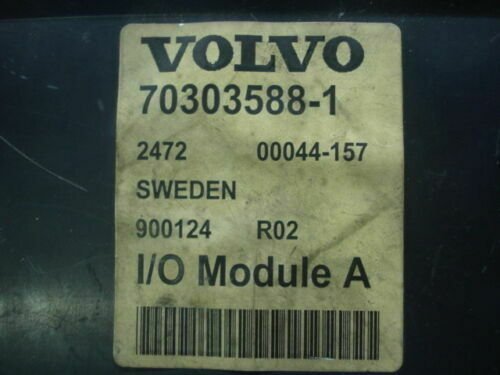 VOLVO
70303588-1
2472 00044-157
SWEDEN
900124 R02
I/O Module A